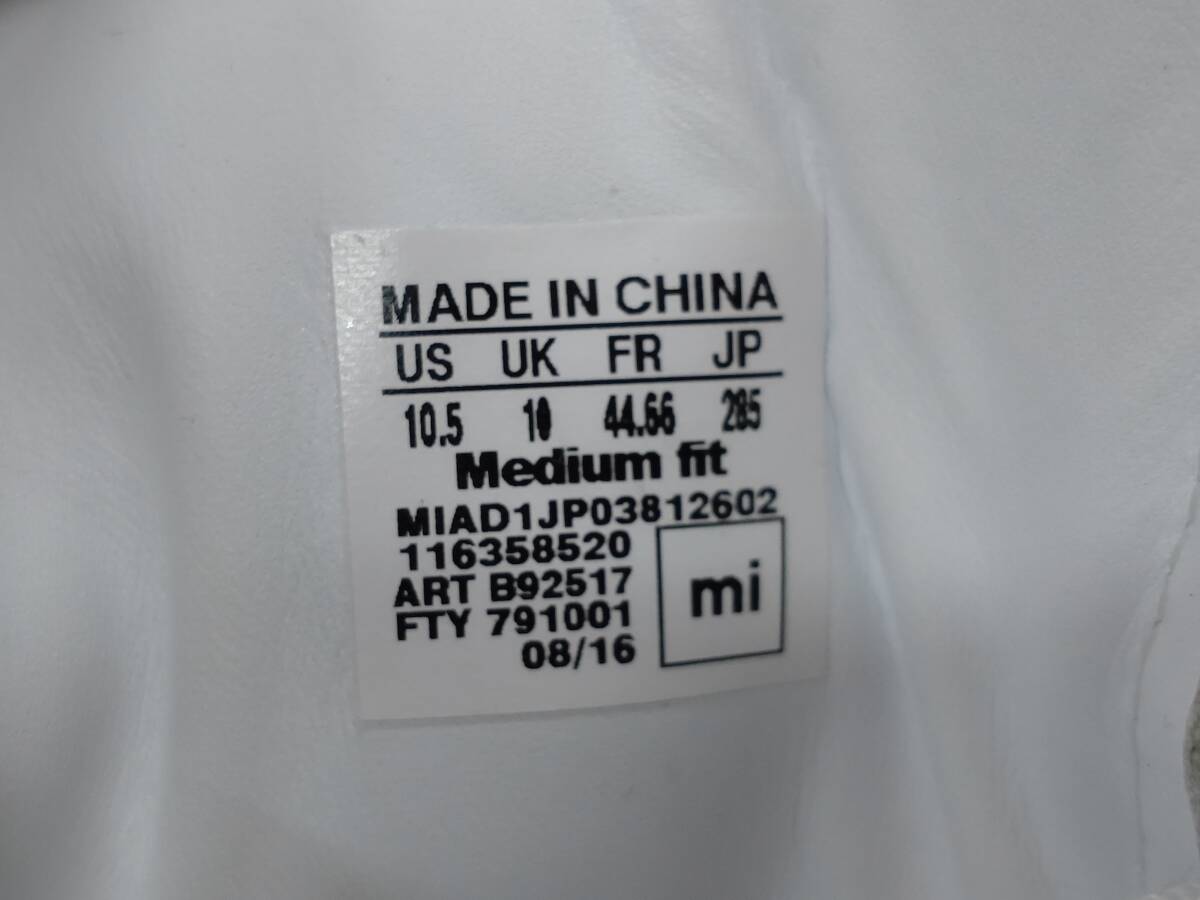 MADE IN CHINA
US UK FR JP
10.5 10 44.66 285
Medium fit
MIAD1JP03812602
116358520
ART B92517
FTY 791001
08/16
mi